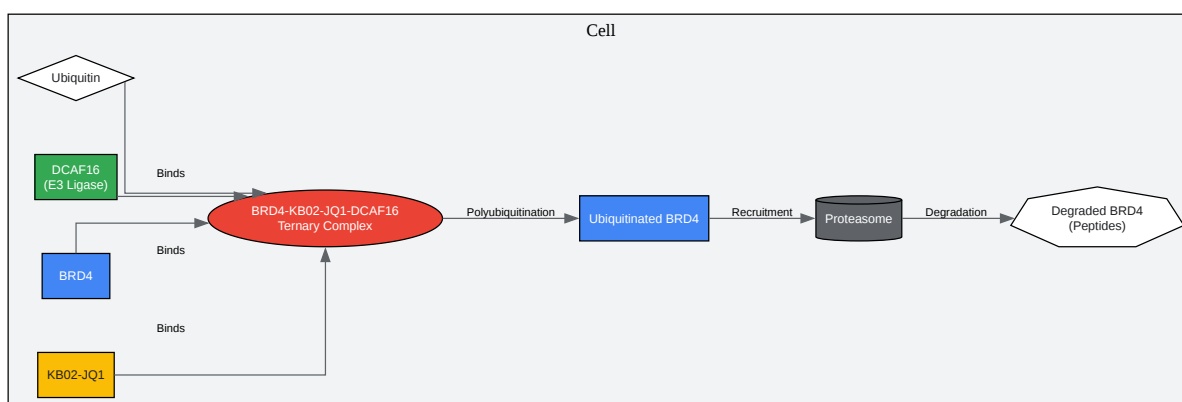 Cell
Ubiquitin
DCAF16
(E3 Ligase)
Binds
BRD4-KB02-JQ1-DCAF16
Ternary Complex
Polyubiquitination
Ubiquitinated BRD4
Recruitment
Proteasome
Degradation
Degraded BRD4
(Peptides)
Binds
BRD4
Binds
KB02-JQ1